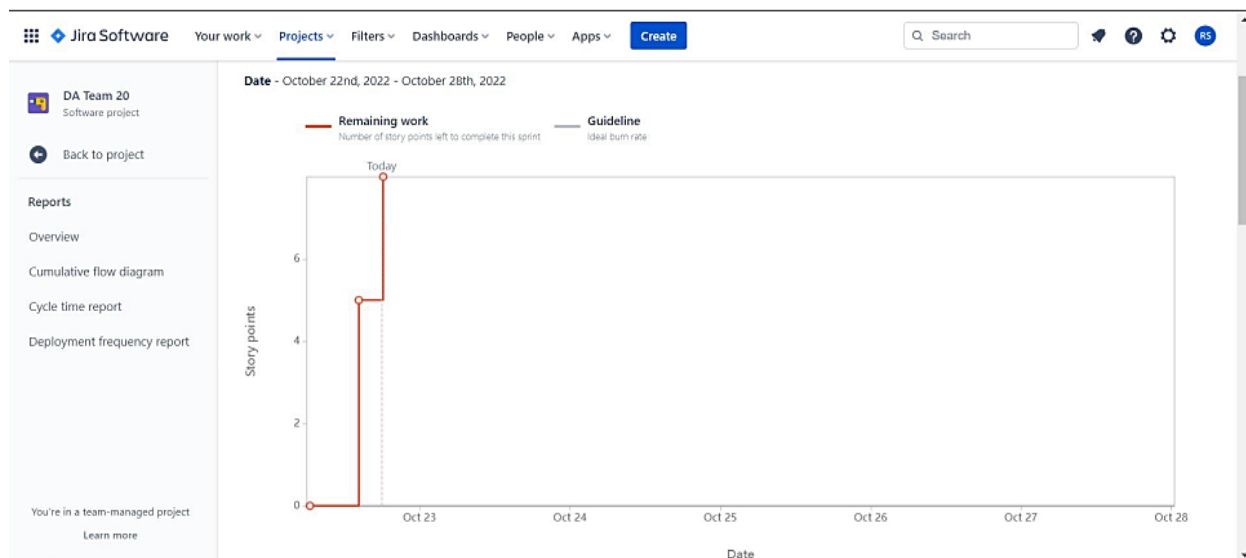 Jira Software Your work Projects Filters Dashboards People Apps Create Search RS
DA Team 20
Software project
Back to project
Reports
Overview
Cumulative flow diagram
Cycle time report
Deployment frequency report
You're in a team-managed project
Learn more
Date - October 22nd, 2022 - October 28th, 2022
Remaining work Guideline
Number of story points left to complete this sprint Ideal burn rate
Today
6
4
2
0
Story points
Oct 23 Oct 24 Oct 25 Oct 26 Oct 27 Oct 28
Date